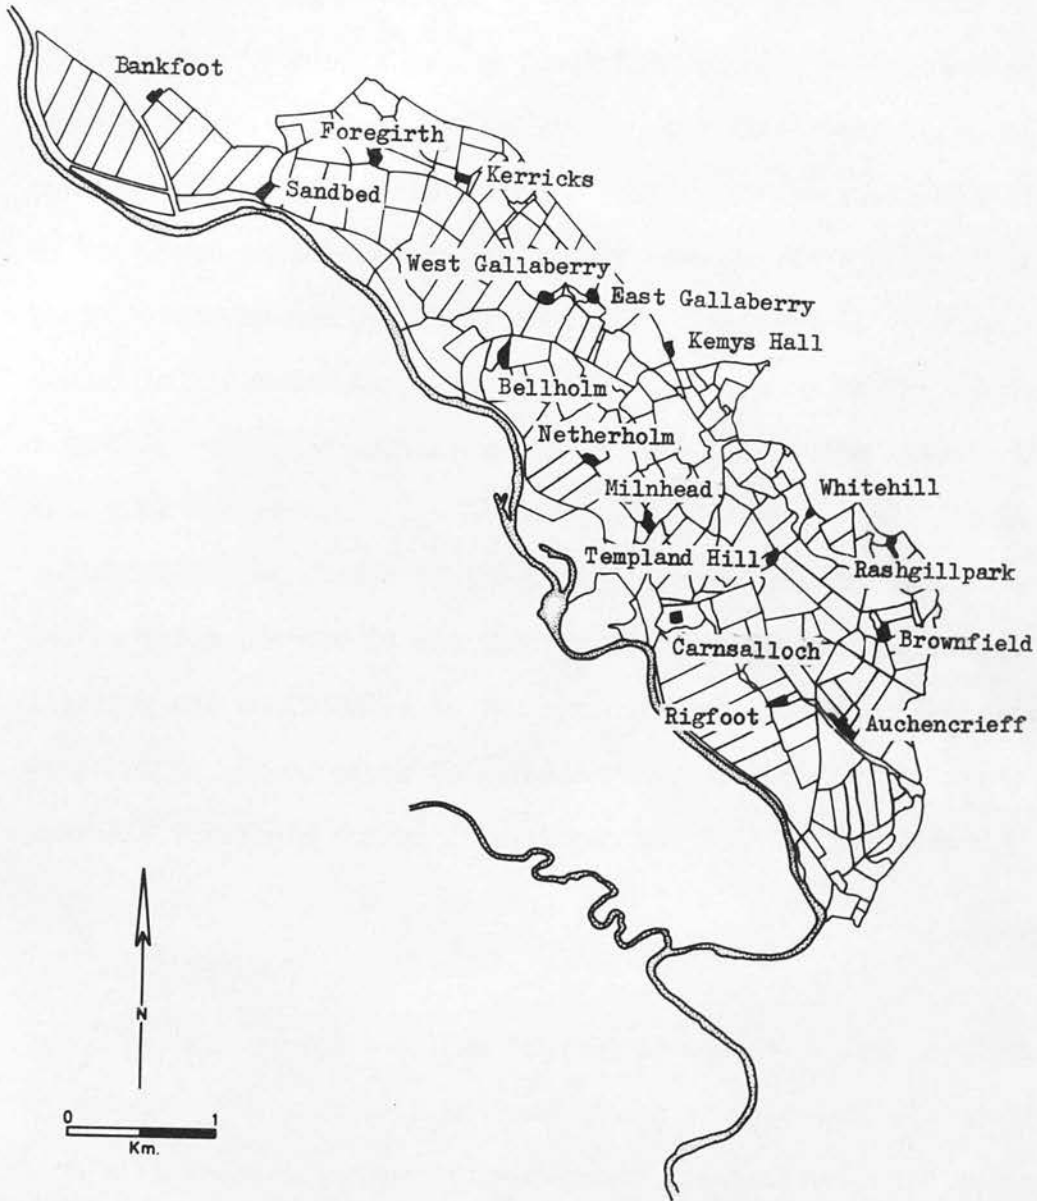 Bankfoot
Foregirth
Kerricks
Sandbed
West Gallaberry
East Gallaberry
Kemys Hall
Bellholm
Netherholm
Milnhead
Whitehill
Templand Hill
Rashgillpark
Carnsalloch
Brownfield
Rigfoot
Auchencrieff
N
0 1
Km.